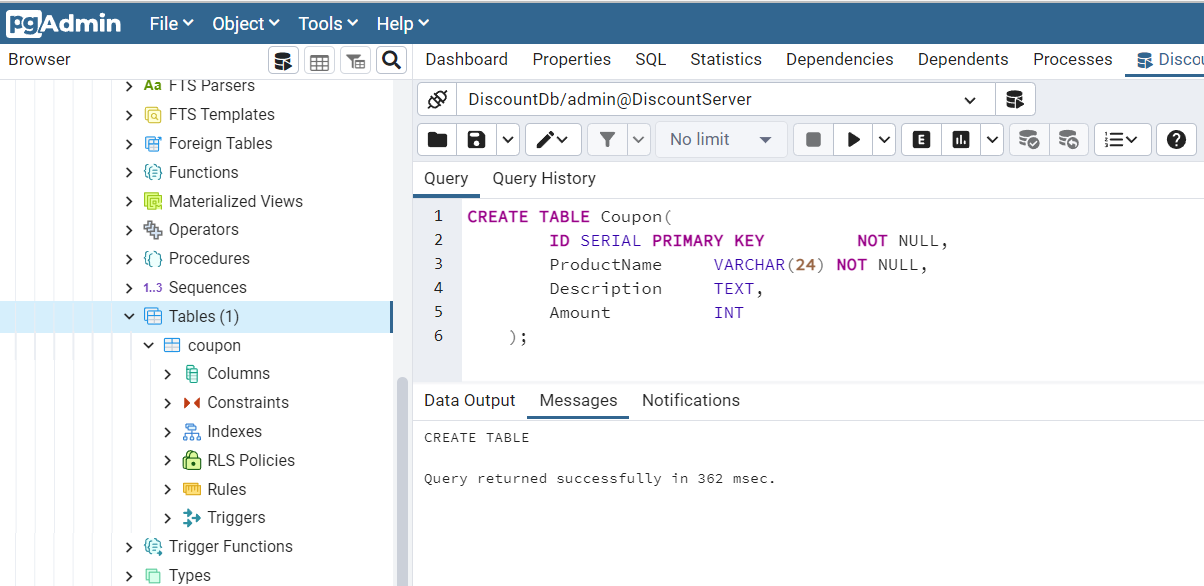 pgAdmin File Object Tools Help
Browser
Dashboard Properties SQL Statistics Dependencies Dependents Processes Discou
FTS Parsers
FTS Templates
Foreign Tables
Functions
Materialized Views
Operators
Procedures
1..3 Sequences
Tables (1)
coupon
Columns
Constraints
Indexes
RLS Policies
Rules
Triggers
Trigger Functions
Types
DiscountDb/admin@DiscountServer
No limit
Query Query History
1 CREATE TABLE Coupon(
2 ID SERIAL PRIMARY KEY NOT NULL,
3 ProductName VARCHAR(24) NOT NULL,
4 Description TEXT,
5 Amount INT
6 );
Data Output Messages Notifications
CREATE TABLE
Query returned successfully in 362 msec.